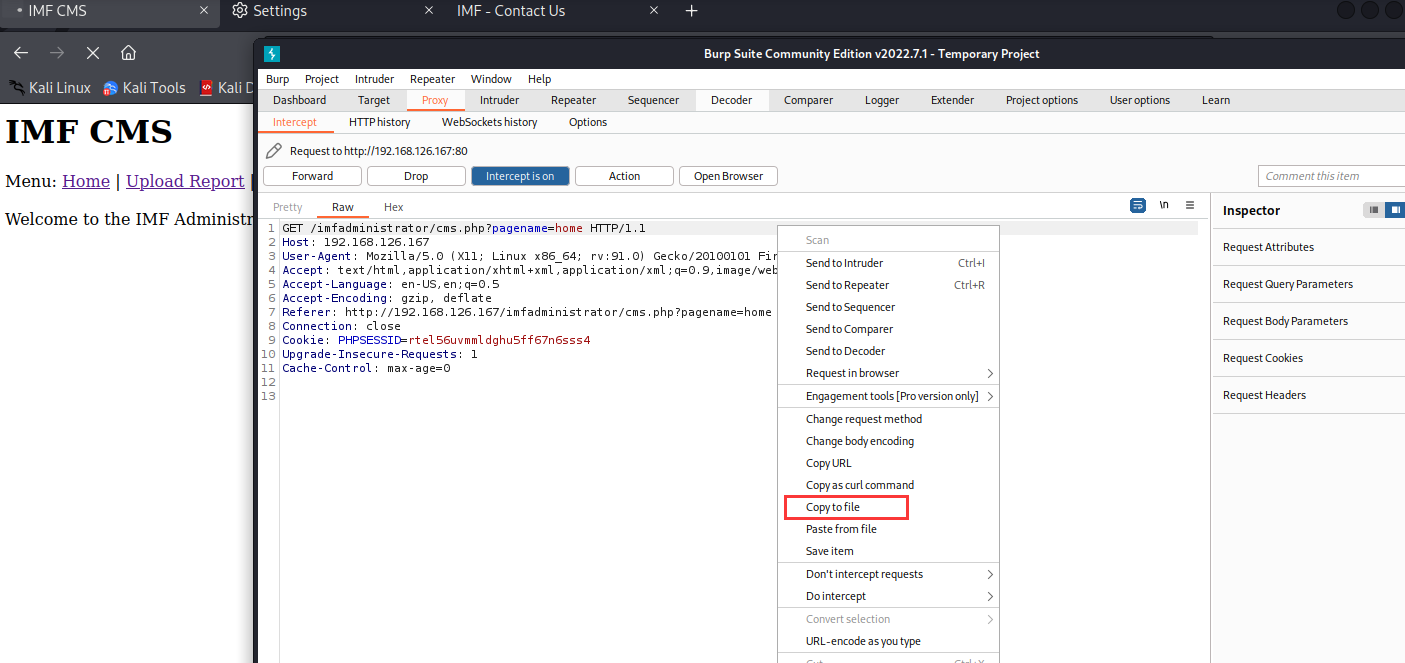 IMF CMS
Settings
IMF - Contact Us
Kali Linux
Kali Tools
Kali D
IMF CMS
Menu: Home | Upload Report |
Welcome to the IMF Administr
Burp Suite Community Edition v2022.7.1 - Temporary Project
Burp Project Intruder Repeater Window Help
Dashboard Target Proxy Intruder Repeater Sequencer Decoder Comparer Logger Extender Project options User options Learn
Intercept HTTP history WebSockets history Options
Request to http://192.168.126.167:80
Forward Drop Intercept is on Action Open Browser
Comment this item
Pretty Raw Hex
\n
1 GET /imfadministrator/cms.php?pagename=home HTTP/1.1
2 Host: 192.168.126.167
3 User-Agent: Mozilla/5.0 (X11; Linux x86_64; rv:91.0) Gecko/20100101 Fir
4 Accept: text/html,application/xhtml+xml,application/xml;q=0.9,image/web
5 Accept-Language: en-US,en;q=0.5
6 Accept-Encoding: gzip, deflate
7 Referer: http://192.168.126.167/imfadministrator/cms.php?pagename=home
8 Connection: close
9 Cookie: PHPSESSID=rtel56uvmmldghu5ff67n6sss4
10 Upgrade-Insecure-Requests: 1
11 Cache-Control: max-age=0
12
13
Scan
Send to Intruder Ctrl+I
Send to Repeater Ctrl+R
Send to Sequencer
Send to Comparer
Send to Decoder
Request in browser
Engagement tools [Pro version only]
Change request method
Change body encoding
Copy URL
Copy as curl command
Copy to file
Paste from file
Save item
Don't intercept requests
Do intercept
Convert selection
URL-encode as you type
Inspector
Request Attributes
Request Query Parameters
Request Body Parameters
Request Cookies
Request Headers